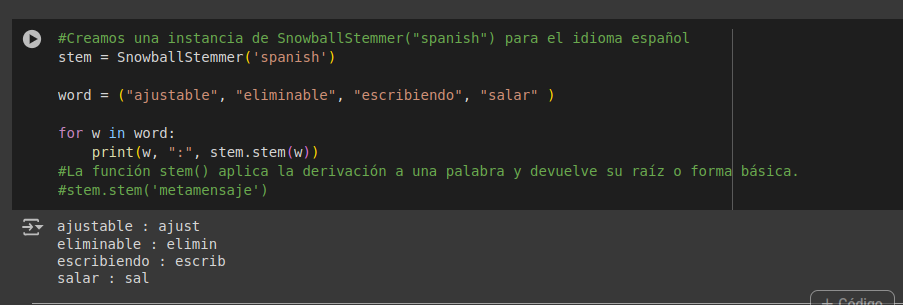 #Creamos una instancia de SnowballStemmer("spanish") para el idioma español
stem = SnowballStemmer('spanish')
word = ("ajustable", "eliminable", "escribiendo", "salar" )
for w in word:
print(w, ":", stem.stem(w))
#La función stem() aplica la derivación a una palabra y devuelve su raíz o forma básica.
#stem.stem('metamensaje')
ajustable : ajust
eliminable : elimin
escribiendo : escrib
salar : sal
+ Código